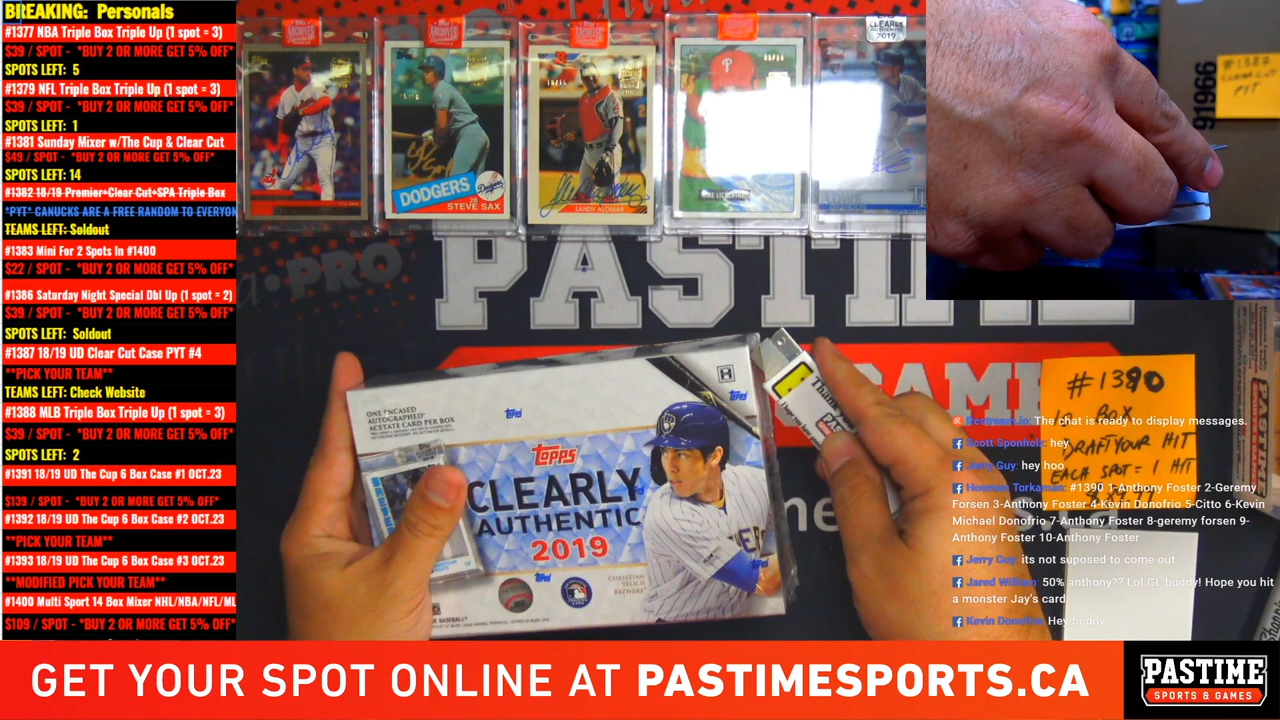 BREAKING: Personals
#1377 NBA Triple Box Triple Up (1 spot = 3)
$39 / SPOT - *BUY 2 OR MORE GET 5% OFF*
SPOTS LEFT: 5
#1379 NFL Triple Box Triple Up (1 spot = 3)
$39 / SPOT - *BUY 2 OR MORE GET 5% OFF*
SPOTS LEFT: 1
#1381 Sunday Mixer w/The Cup & Clear Cut
$49 / SPOT - *BUY 2 OR MORE GET 5% OFF*
SPOTS LEFT: 14
#1382 18/19 Premier+Clear Cut+SPA Triple Box
*PYT* CANUCKS ARE A FREE RANDOM TO EVERYON
TEAMS LEFT: Soldout
#1383 Mini For 2 Spots In #1400
$22 / SPOT - *BUY 2 OR MORE GET 5% OFF*
#1386 Saturday Night Special Dbl Up (1 spot = 2)
$39 / SPOT - *BUY 2 OR MORE GET 5% OFF*
SPOTS LEFT: Soldout
#1387 18/19 UD Clear Cut Case PYT #4
**PICK YOUR TEAM**
TEAMS LEFT: Check Website
#1388 MLB Triple Box Triple Up (1 spot = 3)
$39 / SPOT - *BUY 2 OR MORE GET 5% OFF*
SPOTS LEFT: 2
#1391 18/19 UD The Cup 6 Box Case #1 OCT.23
$139 / SPOT - *BUY 2 OR MORE GET 5% OFF*
#1392 18/19 UD The Cup 6 Box Case #2 OCT.23
**PICK YOUR TEAM**
#1393 18/19 UD The Cup 6 Box Case #3 OCT.23
**MODIFIED PICK YOUR TEAM**
#1400 Multi Sport 14 Box Mixer NHL/NBA/NFL/ML
$109 / SPOT - *BUY 2 OR MORE GET 5% OFF*
ARCHIVES
DODGERS
Dodgers
2B
STEVE SAX
SANDY ALOMAR
CLEARLY
2019
PRO
PASTIME
GAM
ONE ENCASED
AUTOGRAPHED
ACETATE CARD PER BOX
Topps
Topps
CLEARLY
AUTHENTIC
2019
CHRISTIAN
YELICH
BREWERS
Thank
99916
#1390
BOX
DRAFT YOUR HIT
EACH SPOT = 1 HIT
The chat is ready to display messages.
Scott Sponholz: hey
Jerry Guy: hey hoo
Hooman Torkaman: #1390 1-Anthony Foster 2-Geremy
Forsen 3-Anthony Foster 4-Kevin Donofrio 5-Citto 6-Kevin
Michael Donofrio 7-Anthony Foster 8-geremy forsen 9-
Anthony Foster 10-Anthony Foster
Jerry Guy: its not suposed to come out
Jared William: 50% anthony?? Lol GL buddy! Hope you hit
a monster Jay's card
Kevin Donofrio: Hey buddy
GET YOUR SPOT ONLINE AT PASTIMESPORTS.CA
PASTIME
SPORTS & GAMES